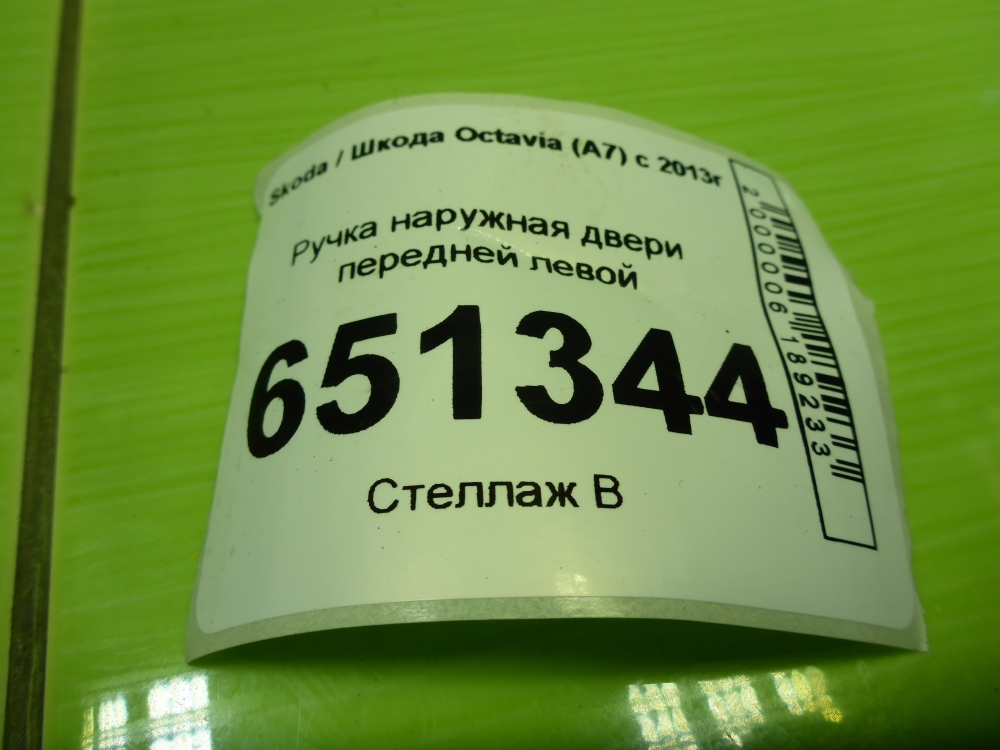 Skoda / Шкода Octavia (A7) с 2013г
Ручка наружная двери
передней левой
651344
Стеллаж В
2000006189233